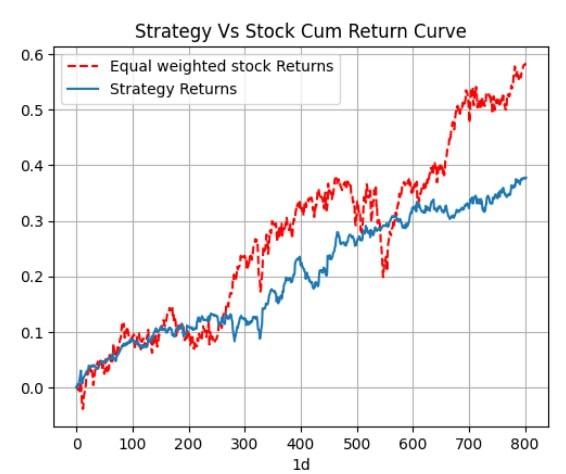 Strategy Vs Stock Cum Return Curve
Equal weighted stock Returns
Strategy Returns
0.6
0.5
0.4
0.3
0.2
0.1
0.0
0 100 200 300 400 500 600 700 800
1d